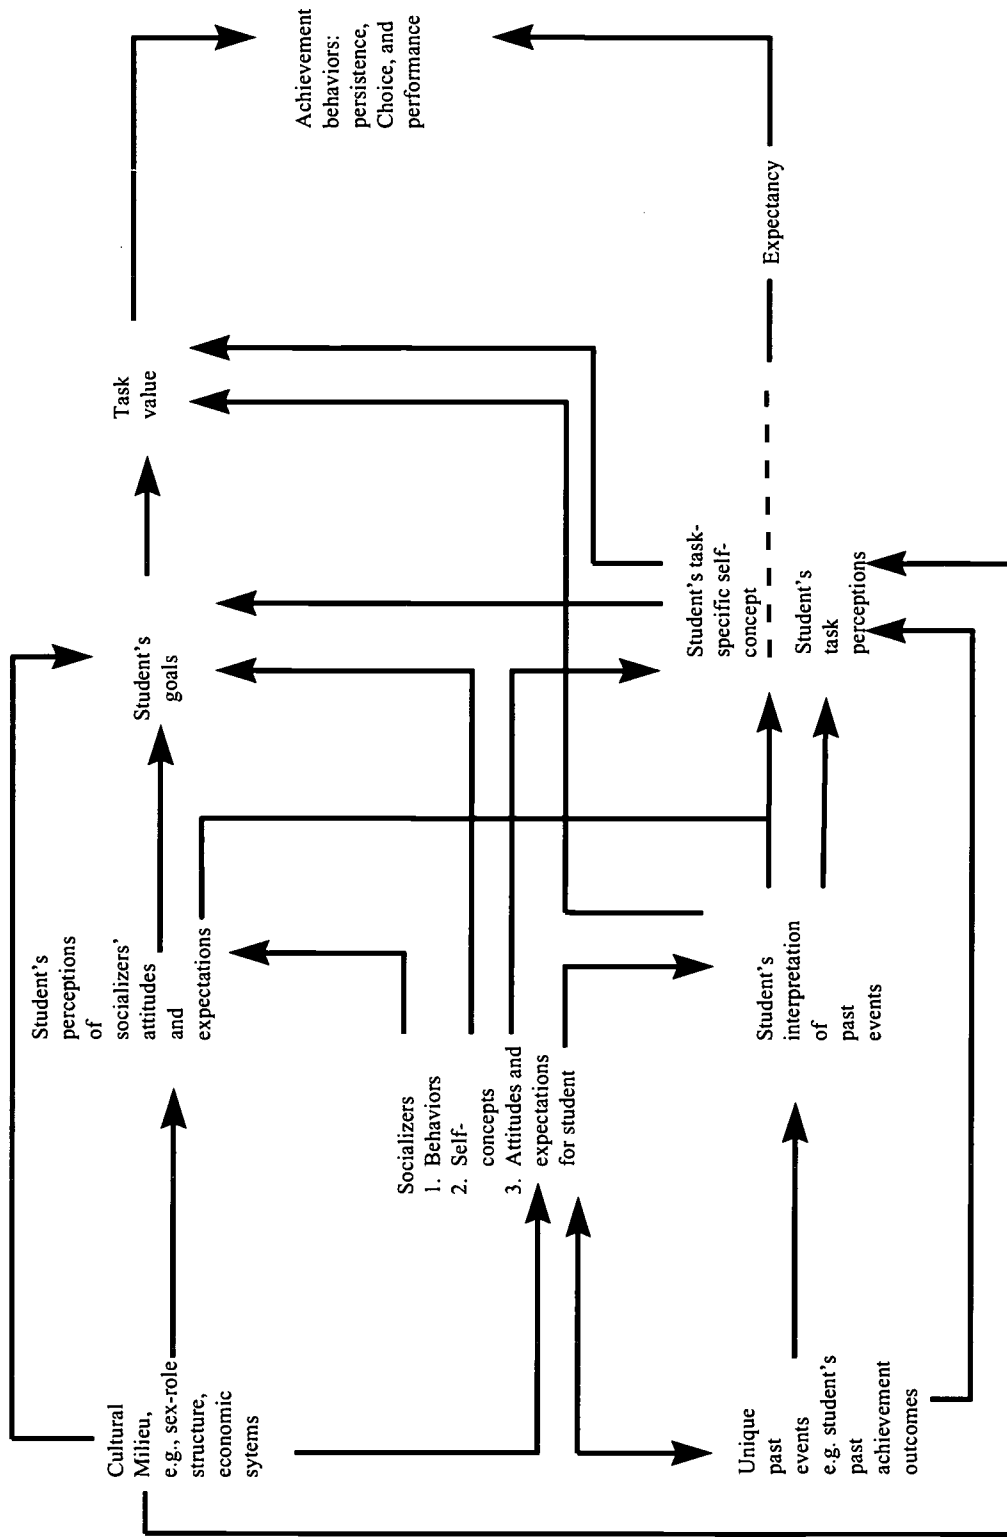 Cultural
Milieu,
e.g., sex-role
structure,
economic
sytems
Unique
past
events
e.g. student's
past
achievement
outcomes
Socializers
1. Behaviors
2. Self-
concepts
3. Attitudes and
expectations
for student
Student's
perceptions
of
socializers'
attitudes
and
expectations
Student's
interpretation
of
past
events
Student's
goals
Student's task-
specific self-
concept
Student's
task
perceptions
Task
value
Expectancy
Achievement
behaviors:
persistence,
Choice, and
performance